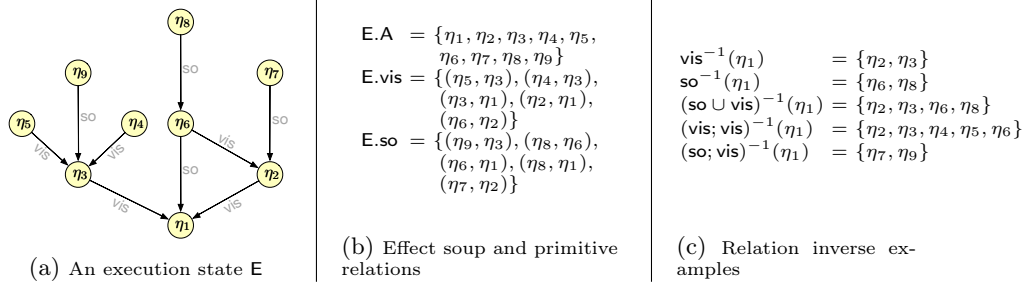 η8
so
η9
η7
so
so
η5
η4
η6
vis
vis
so
vis
η3
η2
vis
vis
η1
(a) An execution state E
E.A = {η1, η2, η3, η4, η5,
η6, η7, η8, η9}
E.vis = {(η5, η3), (η4, η3),
(η3, η1), (η2, η1),
(η6, η2)}
E.so = {(η9, η3), (η8, η6),
(η6, η1), (η8, η1),
(η7, η2)}
(b) Effect soup and primitive
relations
vis⁻¹(η1) = {η2, η3}
so⁻¹(η1) = {η6, η8}
(so ∪ vis)⁻¹(η1) = {η2, η3, η6, η8}
(vis; vis)⁻¹(η1) = {η2, η3, η4, η5, η6}
(so; vis)⁻¹(η1) = {η7, η9}
(c) Relation inverse ex-
amples